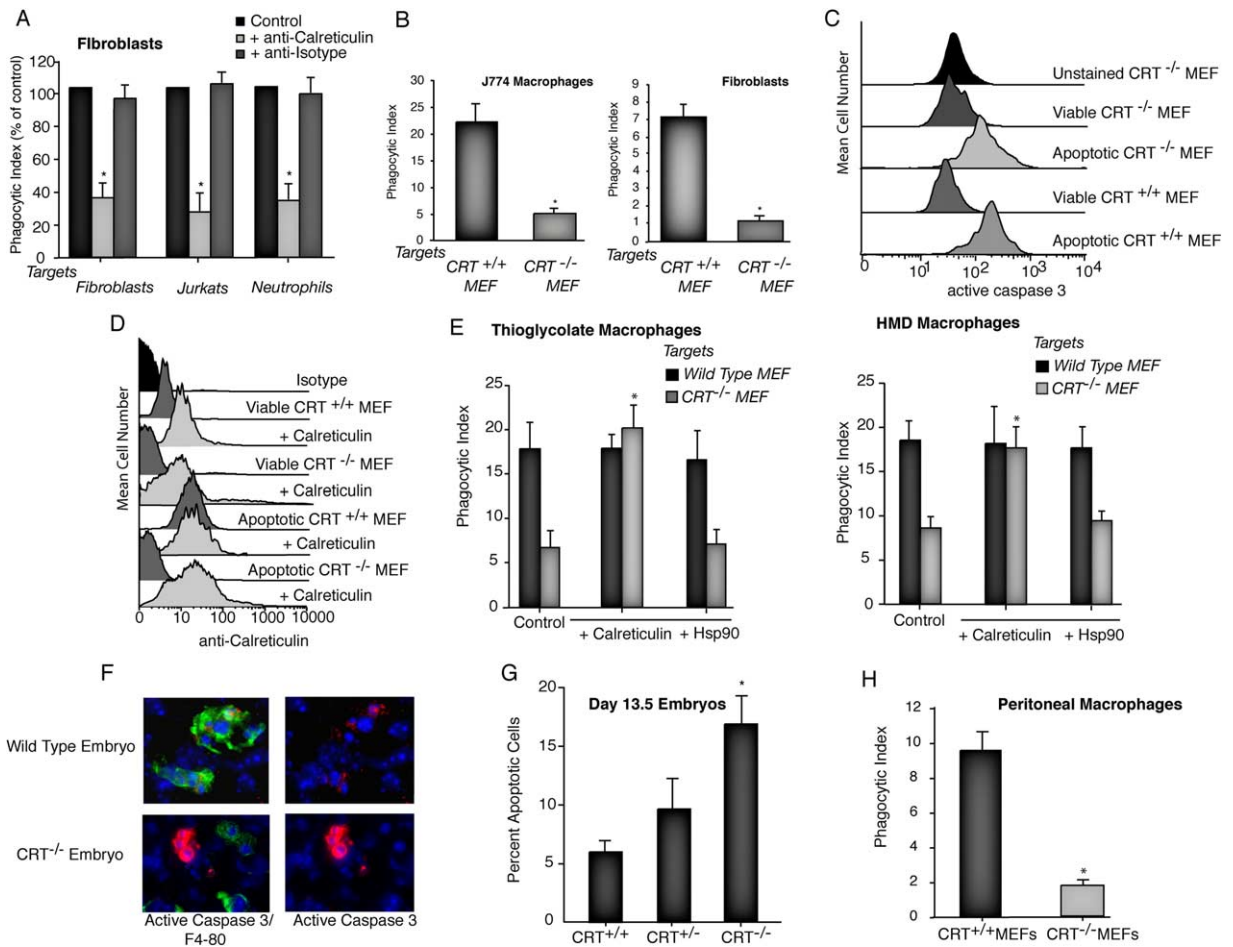 A
FIbroblasts
Control
+ anti-Calreticulin
+ anti-Isotype
Phagocytic Index (% of control)
120
100
80
60
40
20
0
*
*
*
Targets
Fibroblasts
Jurkats
Neutrophils
B
J774 Macrophages
Phagocytic Index
30
25
20
15
10
5
0
*
Targets
CRT +/+
MEF
CRT -/-
MEF
Fibroblasts
Phagocytic Index
9
8
7
6
5
4
3
2
1
0
*
Targets
CRT +/+
MEF
CRT -/-
MEF
C
Mean Cell Number
Unstained CRT -/- MEF
Viable CRT -/- MEF
Apoptotic CRT -/- MEF
Viable CRT +/+ MEF
Apoptotic CRT +/+ MEF
0 101 102 103 104
active caspase 3
D
Mean Cell Number
Isotype
Viable CRT +/+ MEF
+ Calreticulin
Viable CRT -/- MEF
+ Calreticulin
Apoptotic CRT +/+ MEF
+ Calreticulin
Apoptotic CRT -/- MEF
+ Calreticulin
0 10 100 1000 10000
anti-Calreticulin
E
Thioglycolate Macrophages
Targets
Wild Type MEF
CRT-/- MEF
Phagocytic Index
25
20
15
10
5
0
*
Control
+ Calreticulin + Hsp90
HMD Macrophages
Targets
Wild Type MEF
CRT-/- MEF
Phagocytic Index
25
20
15
10
5
0
*
Control
+ Calreticulin + Hsp90
F
Wild Type Embryo
CRT-/- Embryo
Active Caspase 3/
F4-80
Active Caspase 3
G
Day 13.5 Embryos
Percent Apoptotic Cells
20
15
10
5
0
*
CRT+/+ CRT+/- CRT-/-
H
Peritoneal Macrophages
Phagocytic Index
12
10
8
6
4
2
0
*
CRT+/+MEFs CRT-/-MEFs